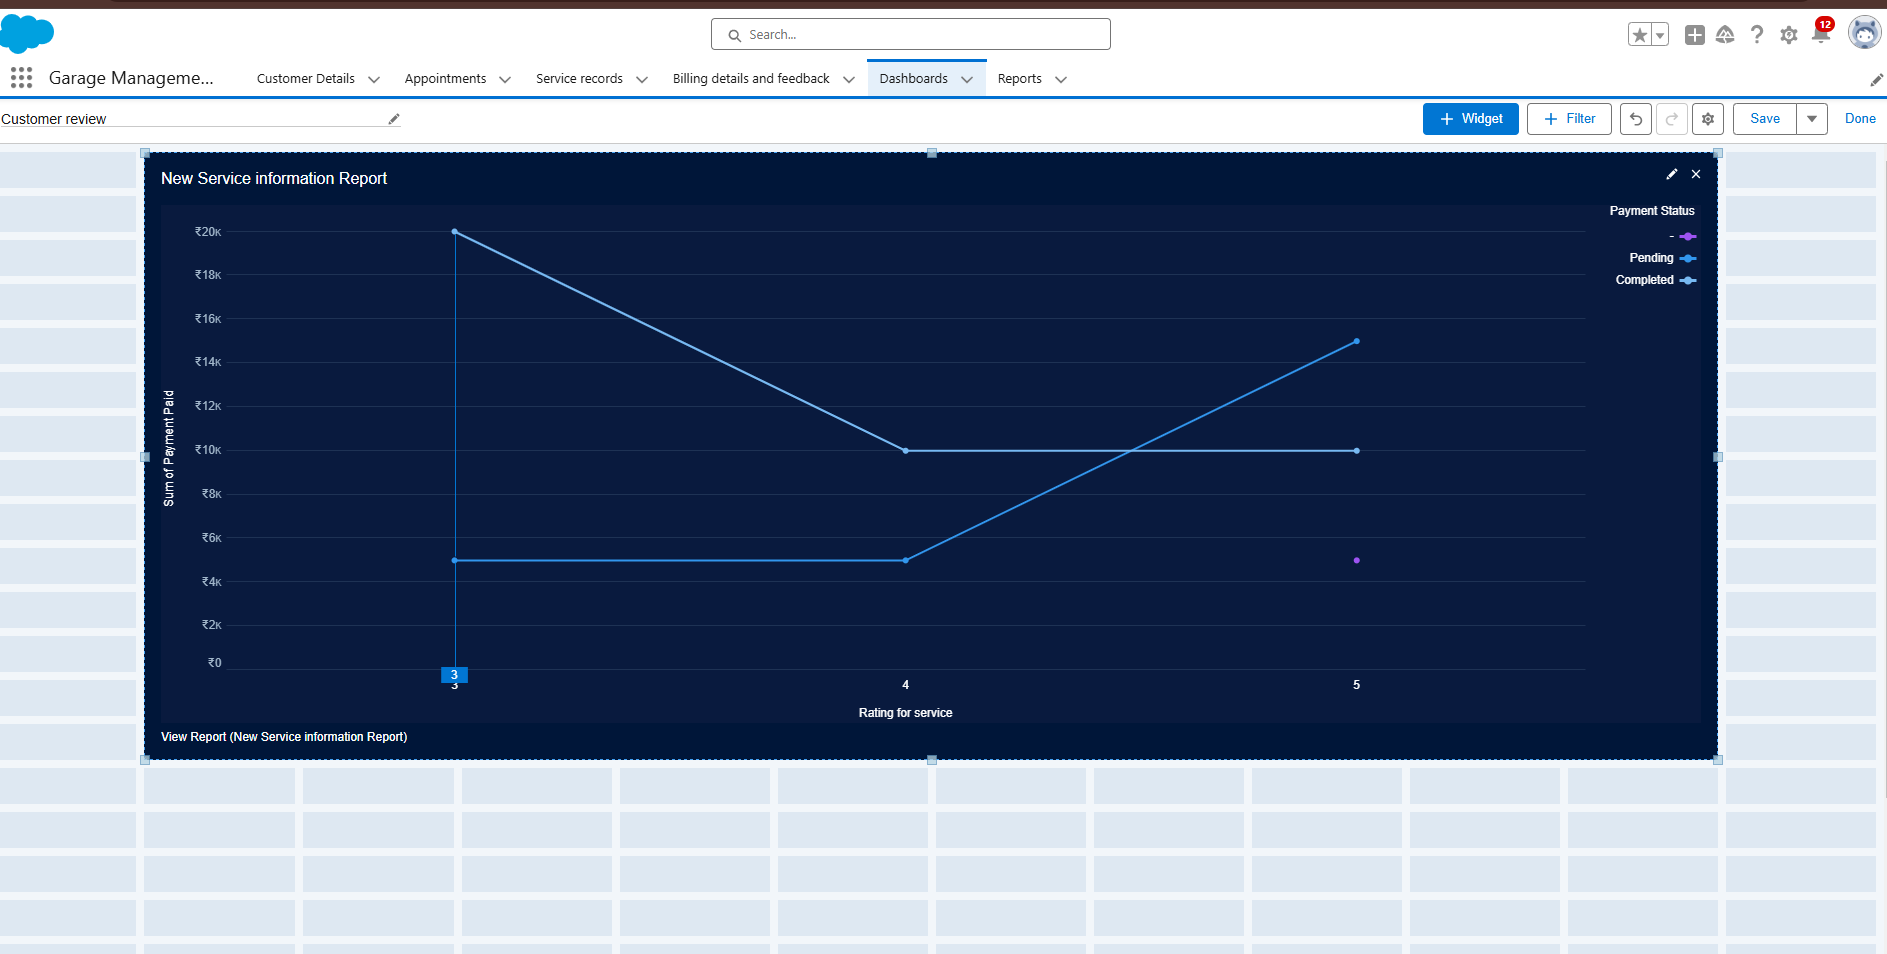 Search...
12
Garage Manageme...
Customer Details
Appointments
Service records
Billing details and feedback
Dashboards
Reports
Customer review
+ Widget
+ Filter
Save
Done
New Service information Report
Payment Status
-
Pending
Completed
Sum of Payment Paid
₹20K
₹18K
₹16K
₹14K
₹12K
₹10K
₹8K
₹6K
₹4K
₹2K
₹0
3
3
4
5
Rating for service
View Report (New Service information Report)